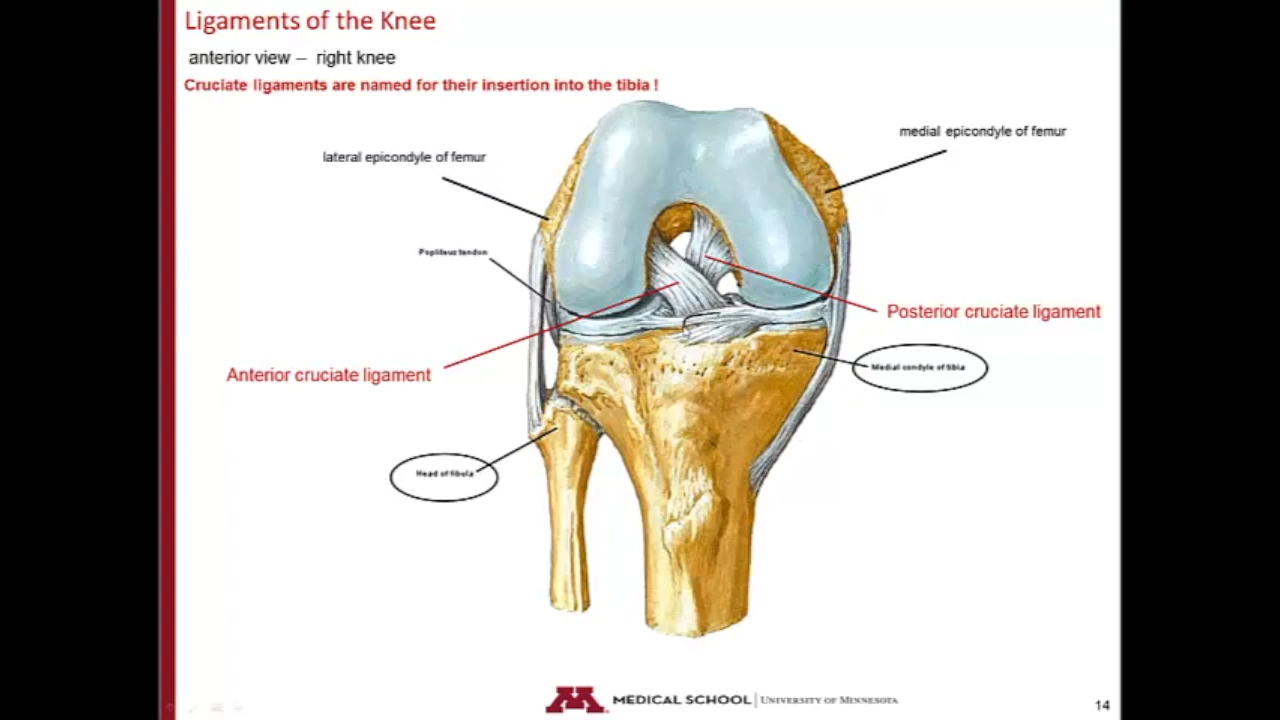 Ligaments of the Knee
anterior view – right knee
Cruciate ligaments are named for their insertion into the tibia !
medial epicondyle of femur
lateral epicondyle of femur
Popliteus tendon
Posterior cruciate ligament
Medial condyle of tibia
Anterior cruciate ligament
Head of fibula
M
MEDICAL SCHOOL
UNIVERSITY OF MINNESOTA
14